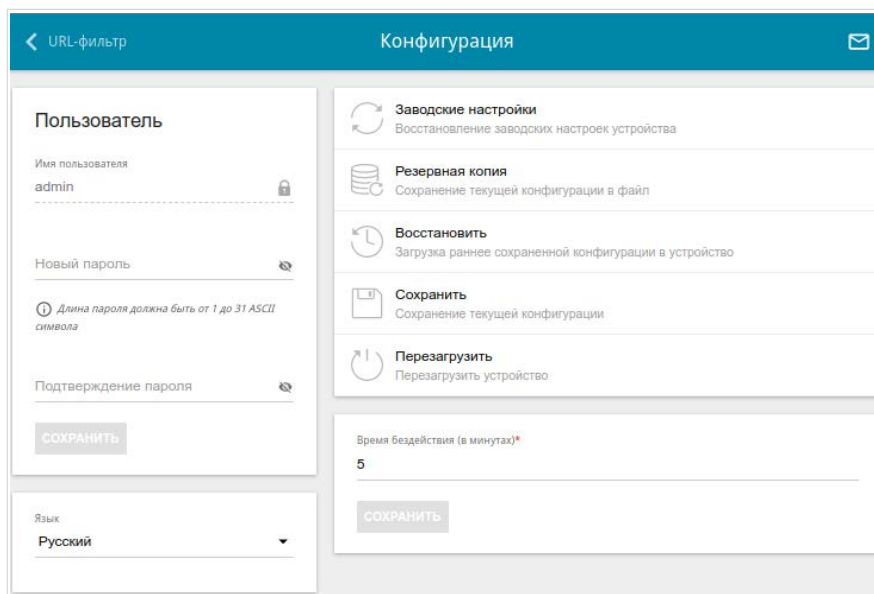 URL-фильтр
Конфигурация
Пользователь
Имя пользователя
admin
Новый пароль
Длина пароля должна быть от 1 до 31 ASCII
символа
Подтверждение пароля
СОХРАНИТЬ
Язык
Русский
Заводские настройки
Восстановление заводских настроек устройства
Резервная копия
Сохранение текущей конфигурации в файл
Восстановить
Загрузка раннее сохраненной конфигурации в устройство
Сохранить
Сохранение текущей конфигурации
Перезагрузить
Перезагрузить устройство
Время бездействия (в минутах)*
5
СОХРАНИТЬ